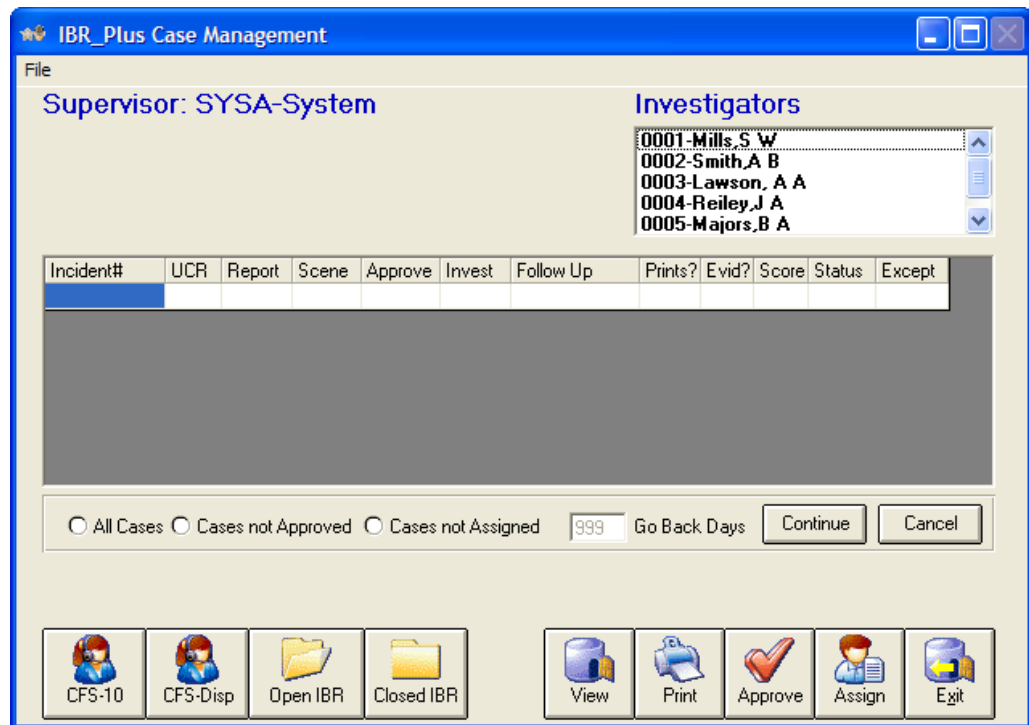 IBR_Plus Case Management
File
Supervisor: SYSA-System
Investigators
0001-Mills,S W
0002-Smith,A B
0003-Lawson, A A
0004-Reiley,J A
0005-Majors,B A
Incident# UCR Report Scene Approve Invest Follow Up Prints? Evid? Score Status Except
All Cases Cases not Approved Cases not Assigned 999 Go Back Days Continue Cancel
CFS-10 CFS-Disp Open IBR Closed IBR View Print Approve Assign Exit